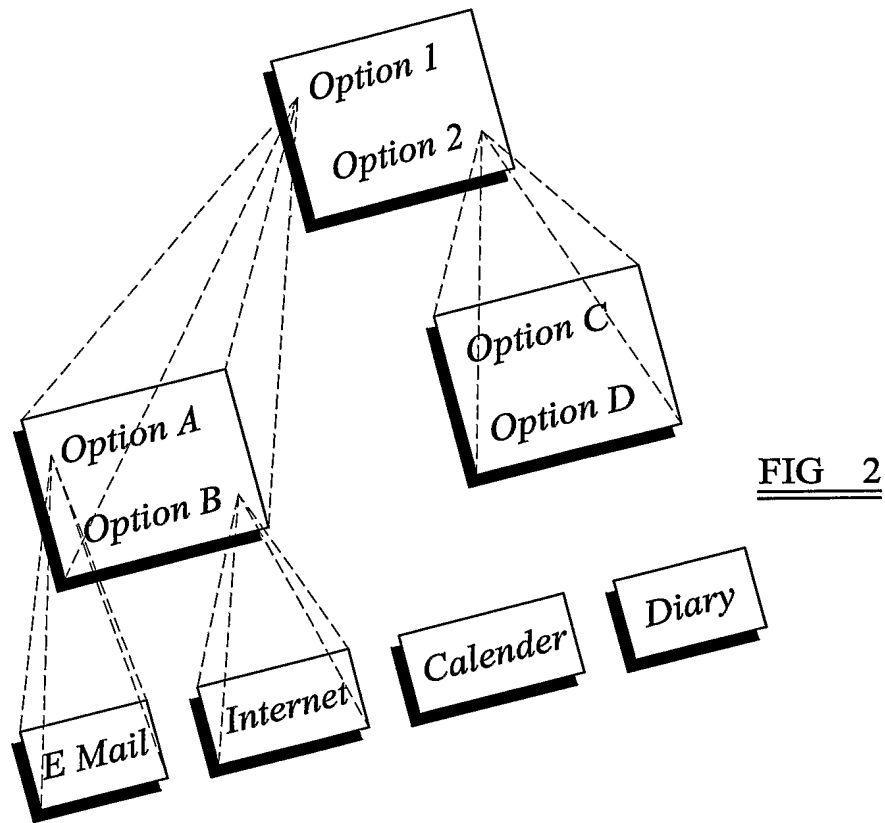 Option 1
Option 2
Option C
Option D
Option A
Option B
FIG 2
E Mail
Internet
Calender
Diary